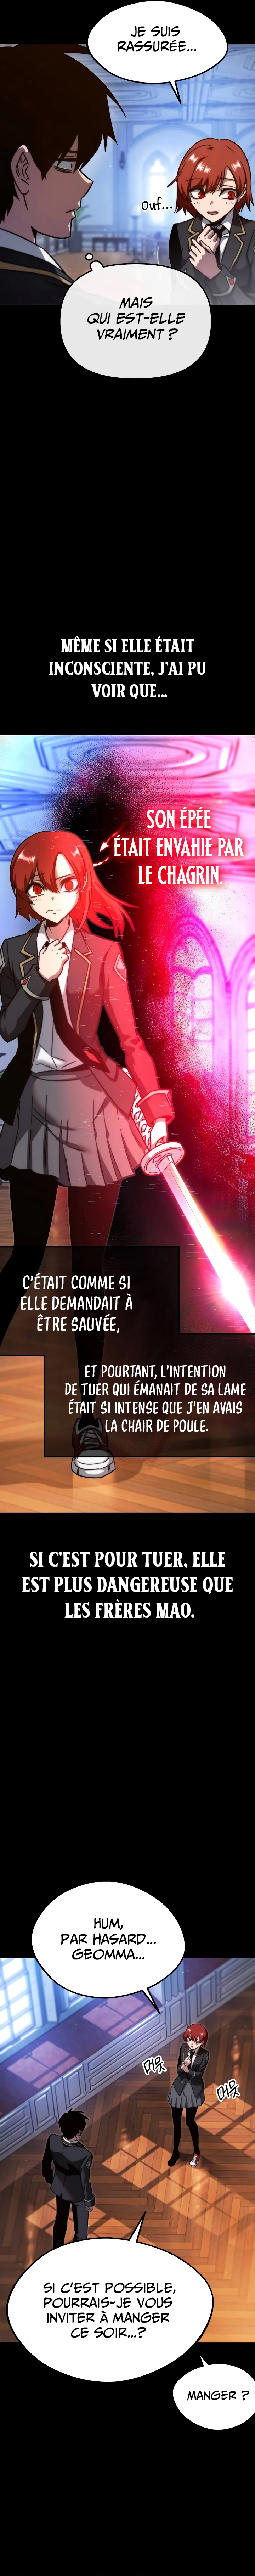 JE SUIS
RASSURÉE...
Ouf...
MAIS
QUI EST-ELLE
VRAIMENT ?
MÊME SI ELLE ÉTAIT
INCONSCIENTE, J'AI PU
VOIR QUE...
SON ÉPÉE
ÉTAIT ENVAHIE PAR
LE CHAGRIN.
C'ÉTAIT COMME SI
ELLE DEMANDAIT À
ÊTRE SAUVÉE,
ET POURTANT, L'INTENTION
DE TUER QUI ÉMANAIT DE SA LAME
ÉTAIT SI INTENSE QUE J'EN AVAIS
LA CHAIR DE POULE.
SI C'EST POUR TUER, ELLE
EST PLUS DANGEREUSE QUE
LES FRÈRES MAO.
HUM,
PAR HASARD...
GEOMMA...
머뭇
머뭇
SI C'EST POSSIBLE,
POURRAIS-JE VOUS
INVITER À MANGER
CE SOIR...?
MANGER ?